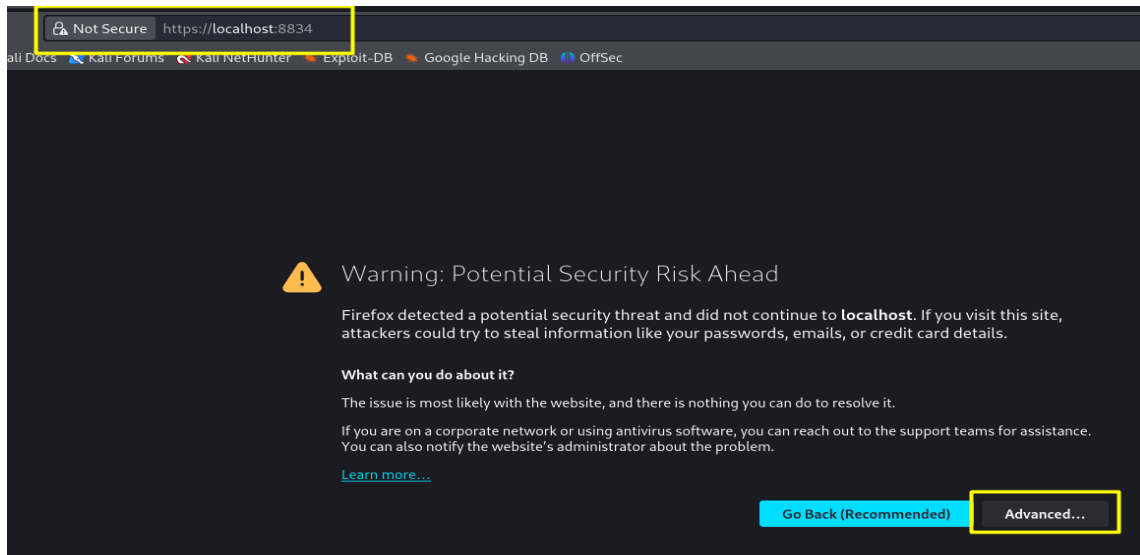 Not Secure https://localhost:8834
ali Docs Kali Forums Kali NetHunter Exploit-DB Google Hacking DB OffSec
Warning: Potential Security Risk Ahead
Firefox detected a potential security threat and did not continue to localhost. If you visit this site,
attackers could try to steal information like your passwords, emails, or credit card details.
What can you do about it?
The issue is most likely with the website, and there is nothing you can do to resolve it.
If you are on a corporate network or using antivirus software, you can reach out to the support teams for assistance.
You can also notify the website’s administrator about the problem.
Learn more...
Go Back (Recommended) Advanced...